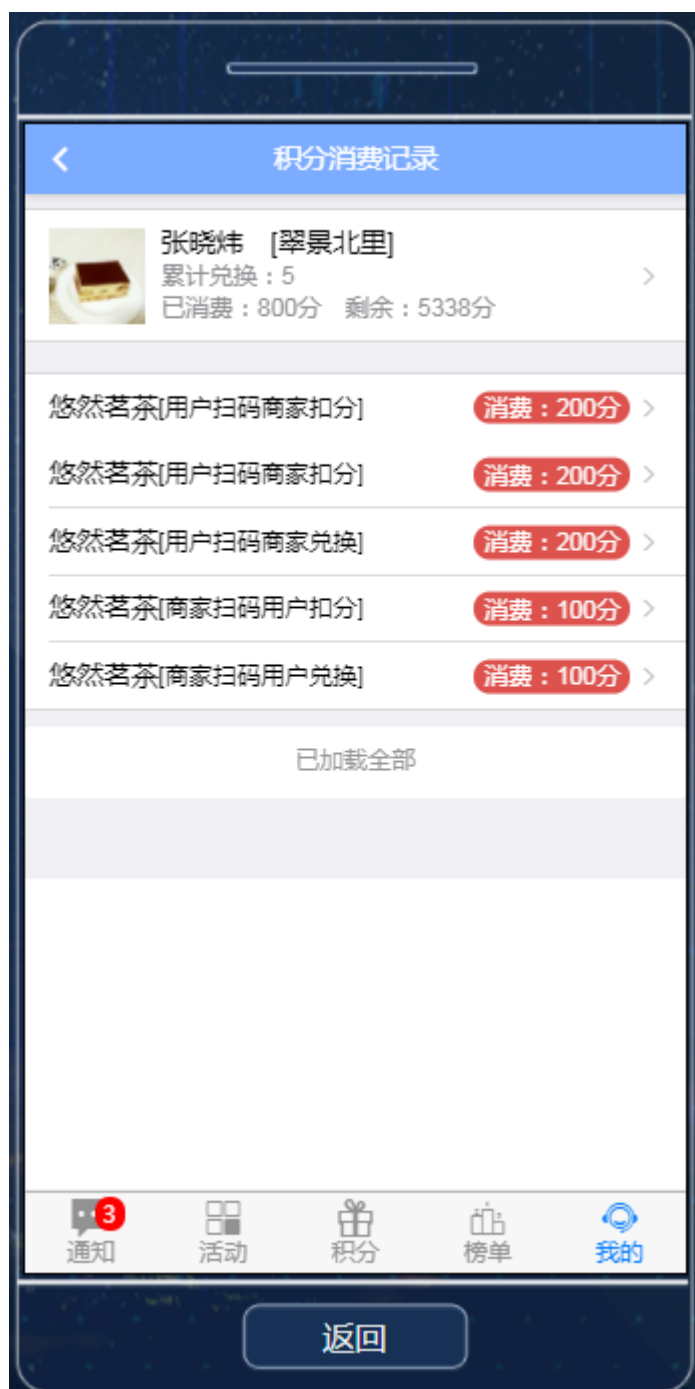 积分消费记录
张晓炜 [翠景北里]
累计兑换：5
已消费：800分 剩余：5338分
悠然茗茶[用户扫码商家扣分] 消费：200分
悠然茗茶[用户扫码商家扣分] 消费：200分
悠然茗茶[用户扫码商家兑换] 消费：200分
悠然茗茶[商家扫码用户扣分] 消费：100分
悠然茗茶[商家扫码用户兑换] 消费：100分
已加载全部
3
通知 活动 积分 榜单 我的
返回